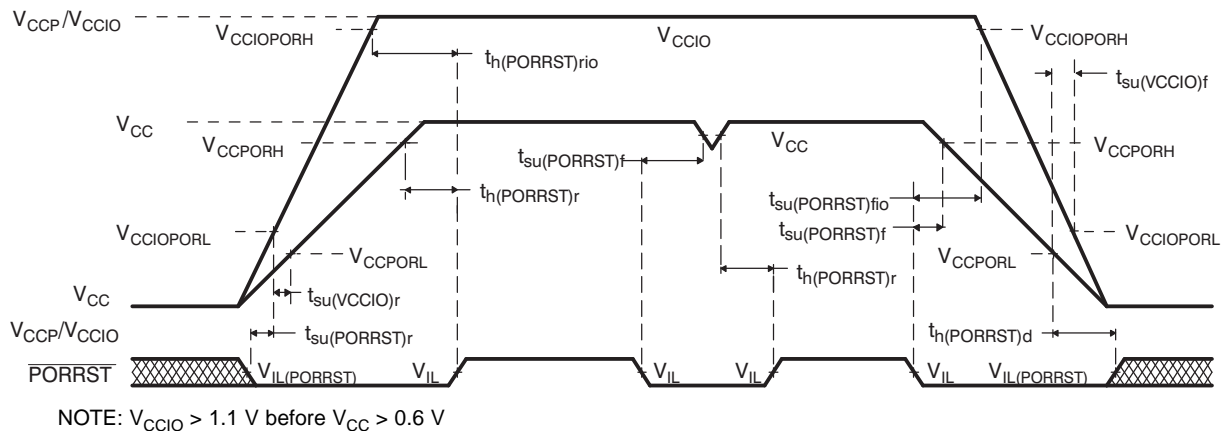 VCCP/VCCIO
VCCIOPORH
VCCIO
VCCIOPORH
th(PORRST)rio
tsu(VCCIO)f
VCC
VCCPORH
tsu(PORRST)f
VCC
VCCPORH
th(PORRST)r
tsu(PORRST)fio
VCCIOPORL
tsu(PORRST)f
VCCIOPORL
VCCPORL
VCCPORL
th(PORRST)r
VCC
tsu(VCCIO)r
VCCP/VCCIO
tsu(PORRST)r
th(PORRST)d
PORRST
VIL(PORRST)
VIL
VIL
VIL
VIL
VIL(PORRST)
NOTE: VCCIO > 1.1 V before VCC > 0.6 V